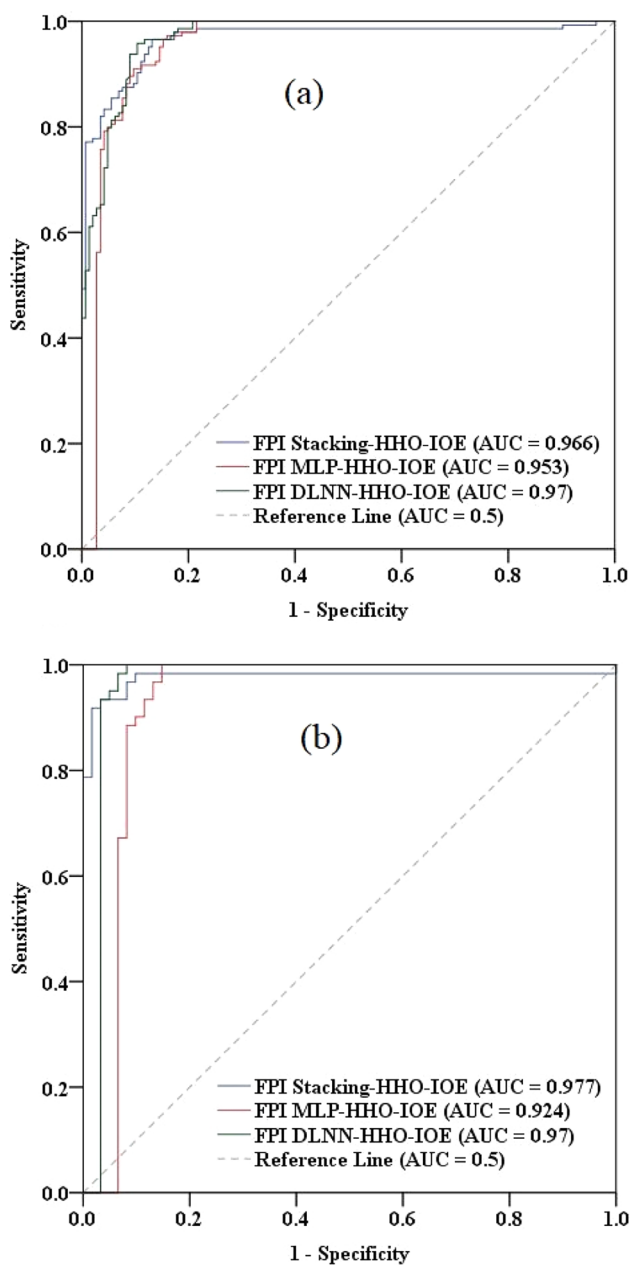 1.0
(a)
0.8
0.6
Sensitivity
0.4
FPI Stacking-HHO-IOE (AUC = 0.966)
0.2
FPI MLP-HHO-IOE (AUC = 0.953)
FPI DLNN-HHO-IOE (AUC = 0.97)
Reference Line (AUC = 0.5)
0.0
0.0 0.2 0.4 0.6 0.8 1.0
1 - Specificity
1.0
(b)
0.8
0.6
Sensitivity
0.4
0.2
FPI Stacking-HHO-IOE (AUC = 0.977)
FPI MLP-HHO-IOE (AUC = 0.924)
FPI DLNN-HHO-IOE (AUC = 0.97)
Reference Line (AUC = 0.5)
0.0
0.0 0.2 0.4 0.6 0.8 1.0
1 - Specificity